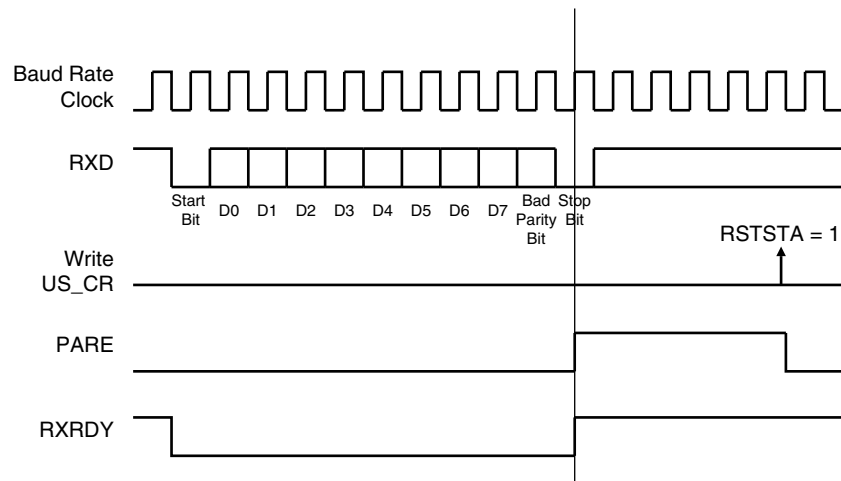 Baud Rate
Clock
RXD
Start
Bit
D0 D1 D2 D3 D4 D5 D6 D7
Bad
Parity
Bit
Stop
Bit
RSTSTA = 1
Write
US_CR
PARE
RXRDY